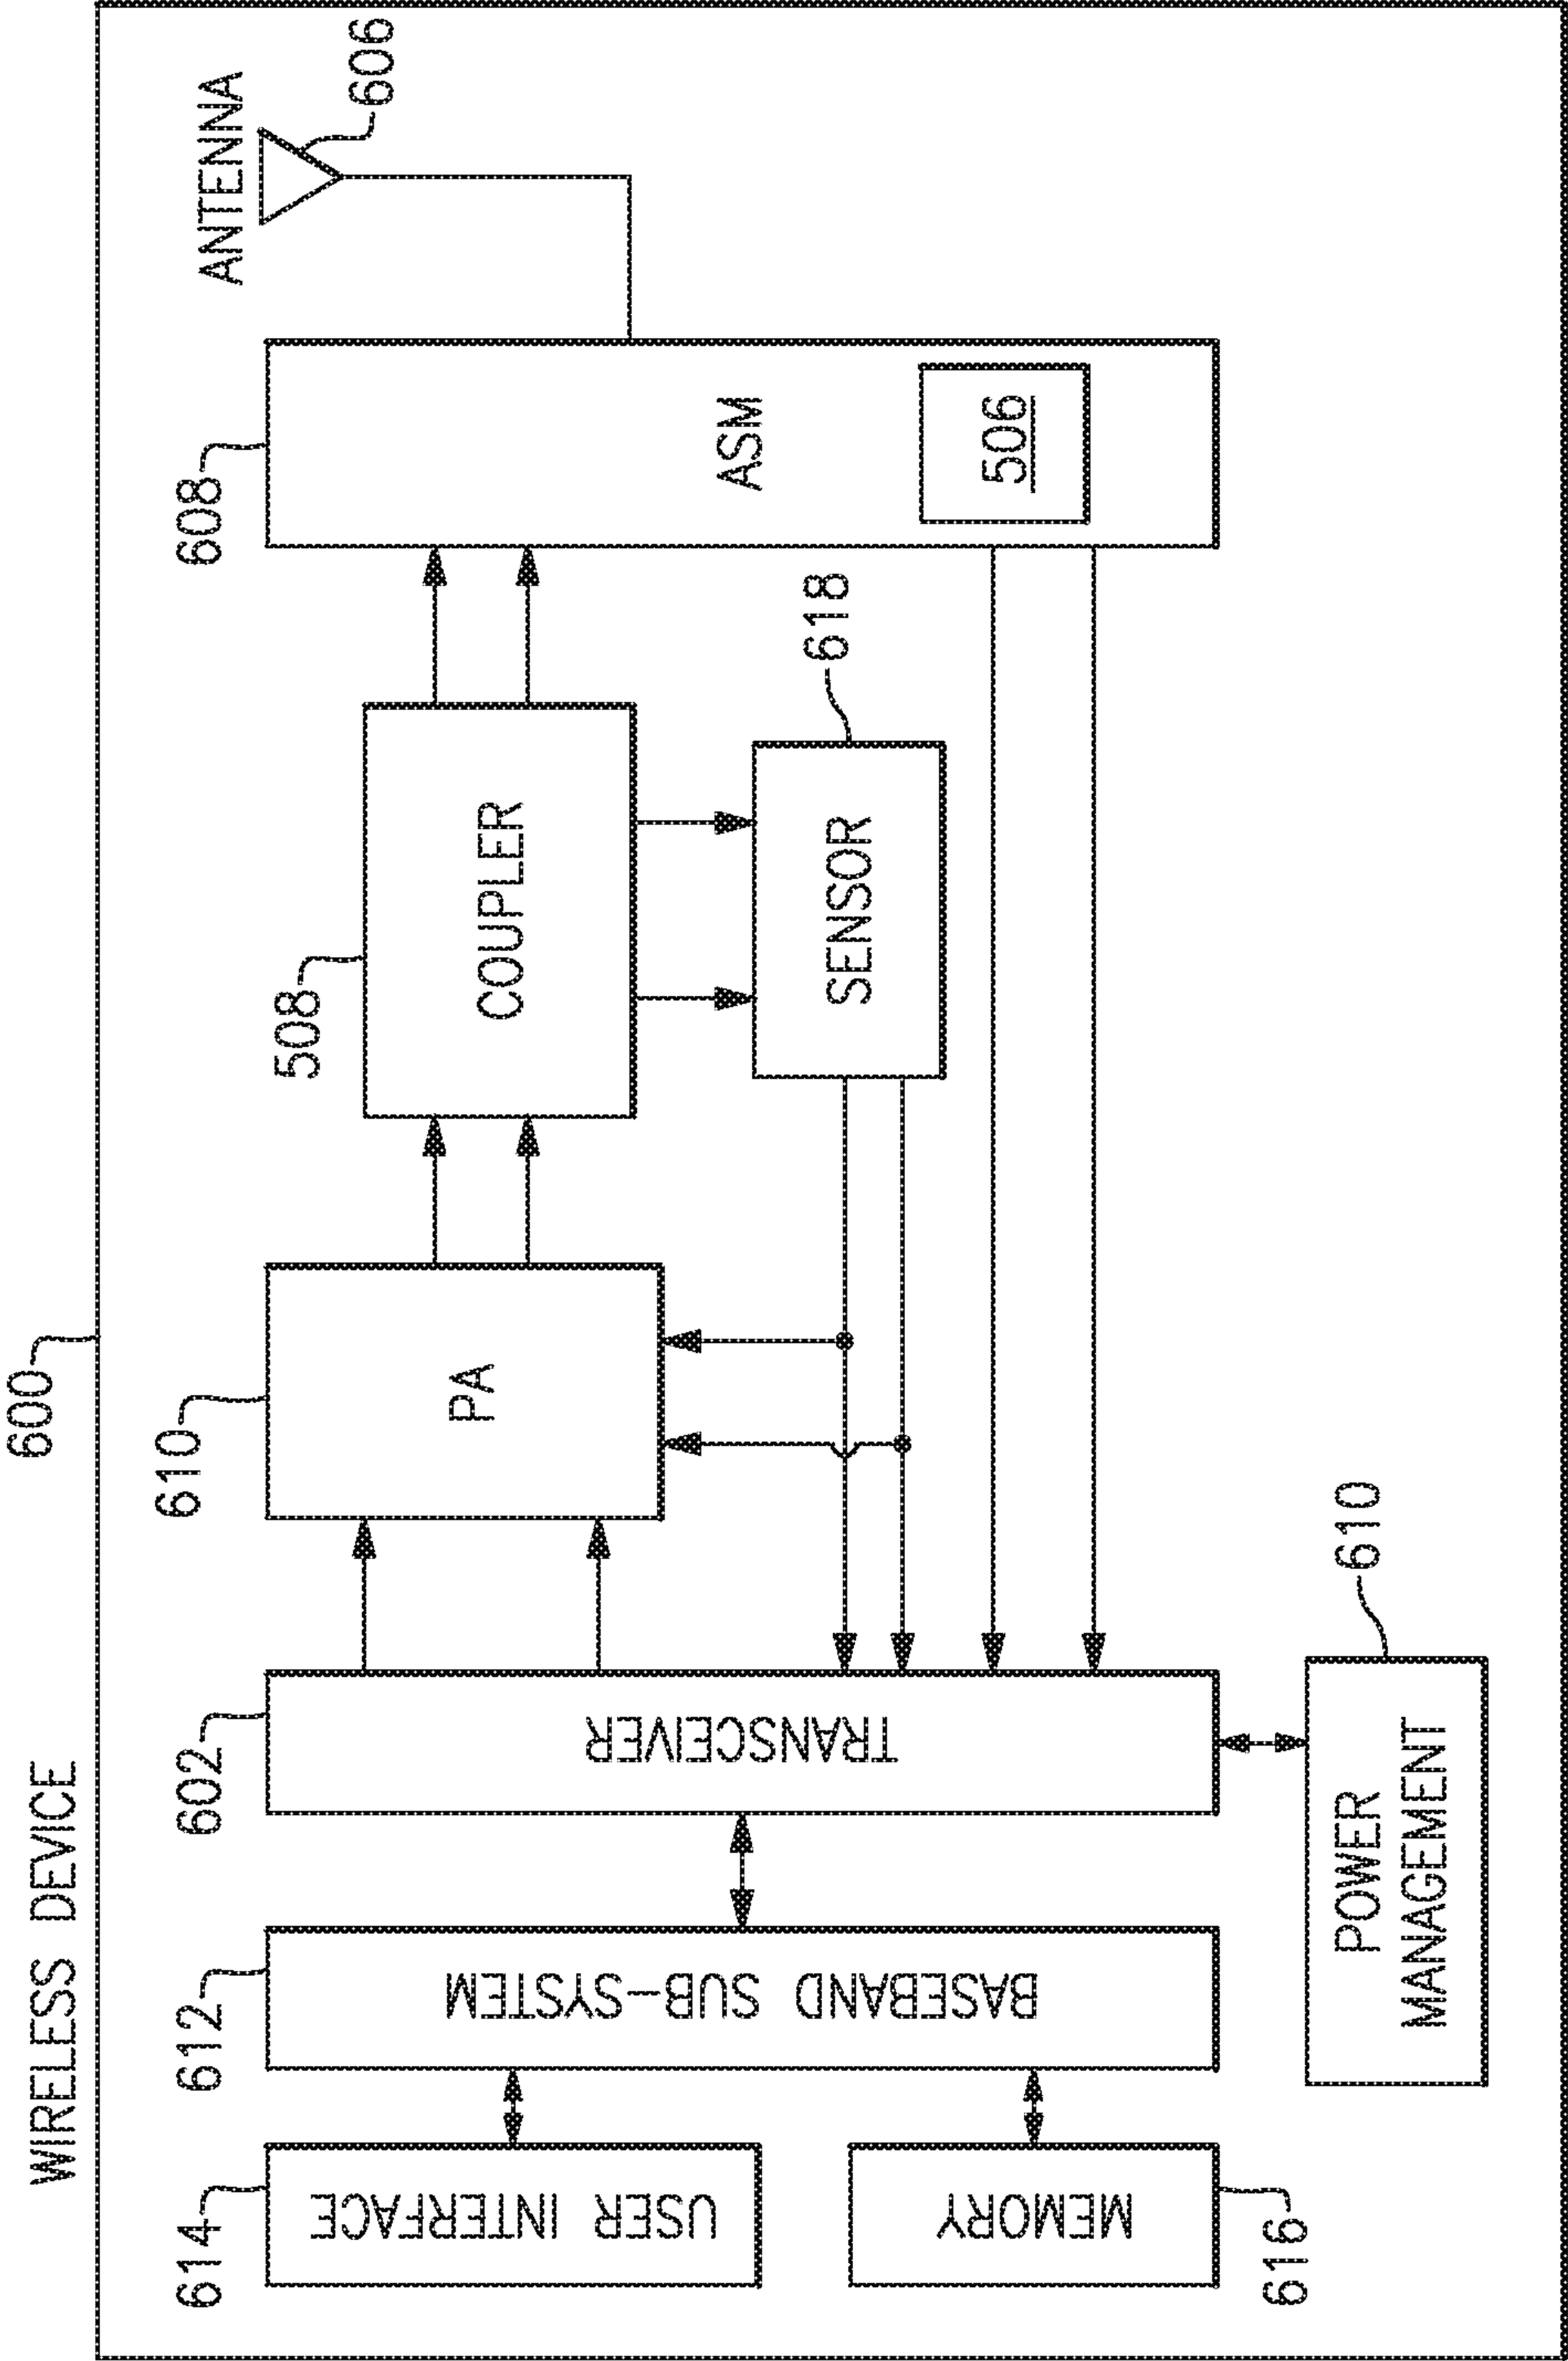 600
WIRELESS DEVICE
614
USER INTERFACE
616
MEMORY
612
BASEBAND SUB-SYSTEM
602
TRANSCEIVER
610
POWER
MANAGEMENT
610
PA
508
COUPLER
618
SENSOR
608
ASM
506
ANTENNA
606